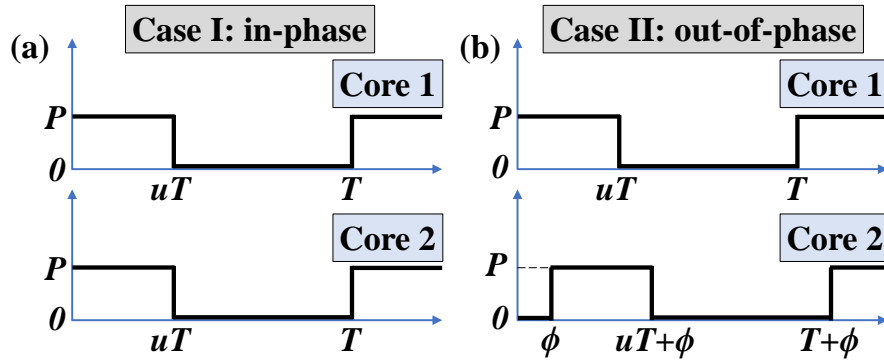 (a)
Case I: in-phase
Core 1
P
0
uT
T
Core 2
P
0
uT
T
(b)
Case II: out-of-phase
Core 1
P
0
uT
T
Core 2
P
0
ϕ
uT+ϕ
T+ϕ